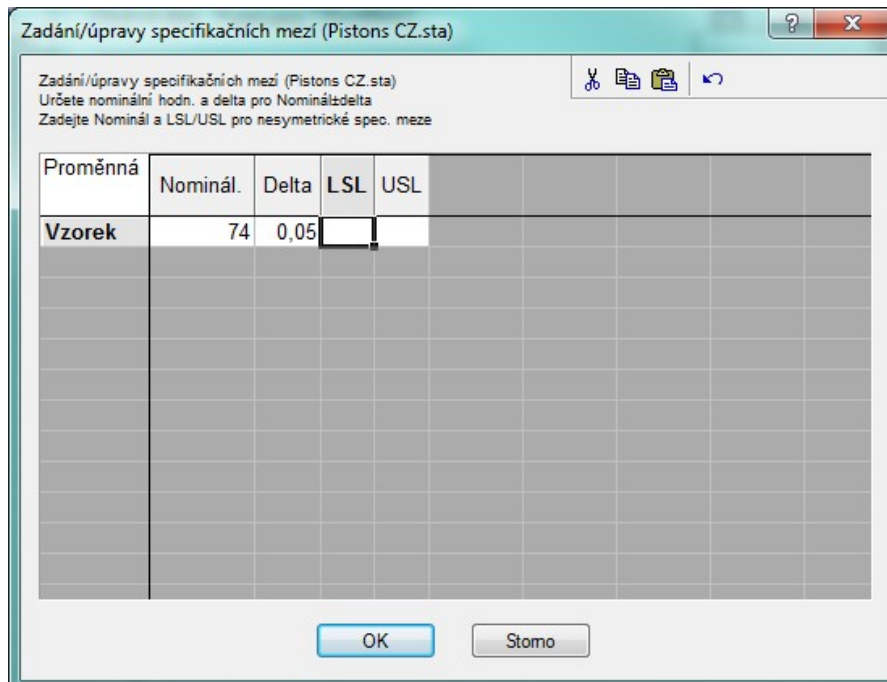 Zadání/úpravy specifikačních mezí (Pistons CZ.sta)
Zadání/úpravy specifikačních mezí (Pistons CZ.sta)
Určete nominální hodn. a delta pro Nominál±delta
Zadejte Nominál a LSL/USL pro nesymetrické spec. meze
Proměnná Nominál. Delta LSL USL
Vzorek 74 0,05
OK Storno